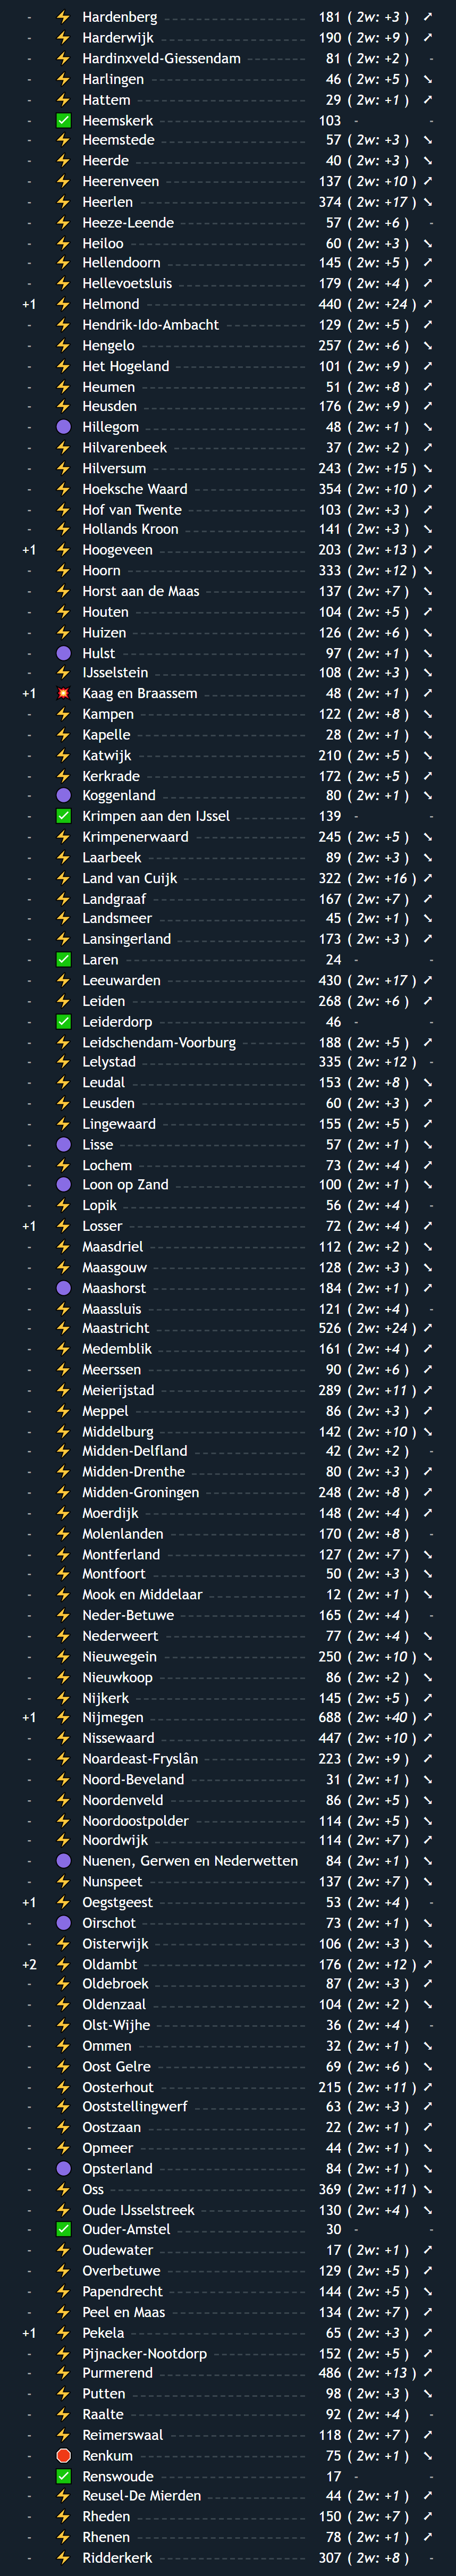 - ⚡ Hardenberg 181 ( 2w: +3 ) ↗
- ⚡ Harderwijk 190 ( 2w: +9 ) ↗
- ⚡ Hardinxveld-Giessendam 81 ( 2w: +2 ) -
- ⚡ Harlingen 46 ( 2w: +5 ) ↘
- ⚡ Hattem 29 ( 2w: +1 ) ↗
- ✅ Heemskerk 103 - -
- ⚡ Heemstede 57 ( 2w: +3 ) ↘
- ⚡ Heerde 40 ( 2w: +3 ) ↘
- ⚡ Heerenveen 137 ( 2w: +10 ) ↗
- ⚡ Heerlen 374 ( 2w: +17 ) ↘
- ⚡ Heeze-Leende 57 ( 2w: +6 ) -
- ⚡ Heiloo 60 ( 2w: +3 ) ↘
- ⚡ Hellendoorn 145 ( 2w: +5 ) ↗
- ⚡ Hellevoetsluis 179 ( 2w: +4 ) ↗
+1 ⚡ Helmond 440 ( 2w: +24 ) ↗
- ⚡ Hendrik-Ido-Ambacht 129 ( 2w: +5 ) ↗
- ⚡ Hengelo 257 ( 2w: +6 ) ↘
- ⚡ Het Hogeland 101 ( 2w: +9 ) ↗
- ⚡ Heumen 51 ( 2w: +8 ) ↗
- ⚡ Heusden 176 ( 2w: +9 ) ↗
- 🟣 Hillegom 48 ( 2w: +1 ) ↘
- ⚡ Hilvarenbeek 37 ( 2w: +2 ) ↗
- ⚡ Hilversum 243 ( 2w: +15 ) ↘
- ⚡ Hoeksche Waard 354 ( 2w: +10 ) ↗
- ⚡ Hof van Twente 103 ( 2w: +3 ) ↗
- ⚡ Hollands Kroon 141 ( 2w: +3 ) ↘
+1 ⚡ Hoogeveen 203 ( 2w: +13 ) ↗
- ⚡ Hoorn 333 ( 2w: +12 ) ↘
- ⚡ Horst aan de Maas 137 ( 2w: +7 ) ↘
- ⚡ Houten 104 ( 2w: +5 ) ↗
- ⚡ Huizen 126 ( 2w: +6 ) ↘
- 🟣 Hulst 97 ( 2w: +1 ) ↘
- ⚡ IJsselstein 108 ( 2w: +3 ) ↘
+1 💥 Kaag en Braassem 48 ( 2w: +1 ) ↗
- ⚡ Kampen 122 ( 2w: +8 ) ↘
- ⚡ Kapelle 28 ( 2w: +1 ) ↘
- ⚡ Katwijk 210 ( 2w: +5 ) ↘
- ⚡ Kerkrade 172 ( 2w: +5 ) ↗
- 🟣 Koggenland 80 ( 2w: +1 ) ↘
- ✅ Krimpen aan den IJssel 139 - -
- ⚡ Krimpenerwaard 245 ( 2w: +5 ) ↘
- ⚡ Laarbeek 89 ( 2w: +3 ) ↘
- ⚡ Land van Cuijk 322 ( 2w: +16 ) ↗
- ⚡ Landgraaf 167 ( 2w: +7 ) ↗
- ⚡ Landsmeer 45 ( 2w: +1 ) ↘
- ⚡ Lansingerland 173 ( 2w: +3 ) ↗
- ✅ Laren 24 - -
- ⚡ Leeuwarden 430 ( 2w: +17 ) ↗
- ⚡ Leiden 268 ( 2w: +6 ) ↗
- ✅ Leiderdorp 46 - -
- ⚡ Leidschendam-Voorburg 188 ( 2w: +5 ) ↗
- ⚡ Lelystad 335 ( 2w: +12 ) -
- ⚡ Leudal 153 ( 2w: +8 ) ↘
- ⚡ Leusden 60 ( 2w: +3 ) ↗
- ⚡ Lingewaard 155 ( 2w: +5 ) ↗
- 🟣 Lisse 57 ( 2w: +1 ) ↘
- ⚡ Lochem 73 ( 2w: +4 ) ↗
- 🟣 Loon op Zand 100 ( 2w: +1 ) ↘
- ⚡ Lopik 56 ( 2w: +4 ) -
+1 ⚡ Losser 72 ( 2w: +4 ) ↗
- ⚡ Maasdriel 112 ( 2w: +2 ) ↘
- ⚡ Maasgouw 128 ( 2w: +3 ) ↘
- 🟣 Maashorst 184 ( 2w: +1 ) ↗
- ⚡ Maassluis 121 ( 2w: +4 ) -
- ⚡ Maastricht 526 ( 2w: +24 ) ↗
- ⚡ Medemblik 161 ( 2w: +4 ) ↗
- ⚡ Meerssen 90 ( 2w: +6 ) ↗
- ⚡ Meierijstad 289 ( 2w: +11 ) ↗
- ⚡ Meppel 86 ( 2w: +3 ) ↗
- ⚡ Middelburg 142 ( 2w: +10 ) ↘
- ⚡ Midden-Delfland 42 ( 2w: +2 ) -
- ⚡ Midden-Drenthe 80 ( 2w: +3 ) ↗
- ⚡ Midden-Groningen 248 ( 2w: +8 ) ↗
- ⚡ Moerdijk 148 ( 2w: +4 ) ↗
- ⚡ Molenlanden 170 ( 2w: +8 ) -
- ⚡ Montferland 127 ( 2w: +7 ) ↘
- ⚡ Montfoort 50 ( 2w: +3 ) ↘
- ⚡ Mook en Middelaar 12 ( 2w: +1 ) ↘
- ⚡ Neder-Betuwe 165 ( 2w: +4 ) -
- ⚡ Nederweert 77 ( 2w: +4 ) ↘
- ⚡ Nieuwegein 250 ( 2w: +10 ) ↘
- ⚡ Nieuwkoop 86 ( 2w: +2 ) ↘
- ⚡ Nijkerk 145 ( 2w: +5 ) ↗
+1 ⚡ Nijmegen 688 ( 2w: +40 ) ↗
- ⚡ Nissewaard 447 ( 2w: +10 ) ↗
- ⚡ Noardeast-Fryslân 223 ( 2w: +9 ) ↗
- ⚡ Noord-Beveland 31 ( 2w: +1 ) ↘
- ⚡ Noordenveld 86 ( 2w: +5 ) ↘
- ⚡ Noordoostpolder 114 ( 2w: +5 ) ↘
- ⚡ Noordwijk 114 ( 2w: +7 ) ↗
- 🟣 Nuenen, Gerwen en Nederwetten 84 ( 2w: +1 ) ↘
- ⚡ Nunspeet 137 ( 2w: +7 ) ↘
+1 ⚡ Oegstgeest 53 ( 2w: +4 ) -
- 🟣 Oirschot 73 ( 2w: +1 ) ↘
- ⚡ Oisterwijk 106 ( 2w: +3 ) ↘
+2 ⚡ Oldambt 176 ( 2w: +12 ) ↗
- ⚡ Oldebroek 87 ( 2w: +3 ) ↗
- ⚡ Oldenzaal 104 ( 2w: +2 ) ↘
- ⚡ Olst-Wijhe 36 ( 2w: +4 ) -
- ⚡ Ommen 32 ( 2w: +1 ) ↘
- ⚡ Oost Gelre 69 ( 2w: +6 ) ↘
- ⚡ Oosterhout 215 ( 2w: +11 ) ↗
- ⚡ Ooststellingwerf 63 ( 2w: +3 ) ↗
- ⚡ Oostzaan 22 ( 2w: +1 ) ↗
- ⚡ Opmeer 44 ( 2w: +1 ) ↘
- 🟣 Opsterland 84 ( 2w: +1 ) ↘
- ⚡ Oss 369 ( 2w: +11 ) ↘
- ⚡ Oude IJsselstreek 130 ( 2w: +4 ) ↘
- ✅ Ouder-Amstel 30 - -
- ⚡ Oudewater 17 ( 2w: +1 ) ↗
- ⚡ Overbetuwe 129 ( 2w: +5 ) ↗
- ⚡ Papendrecht 144 ( 2w: +5 ) ↘
- ⚡ Peel en Maas 134 ( 2w: +7 ) ↗
+1 ⚡ Pekela 65 ( 2w: +3 ) ↗
- ⚡ Pijnacker-Nootdorp 152 ( 2w: +5 ) ↗
- ⚡ Purmerend 486 ( 2w: +13 ) ↗
- ⚡ Putten 98 ( 2w: +3 ) ↘
- ⚡ Raalte 92 ( 2w: +4 ) -
- ⚡ Reimerswaal 118 ( 2w: +7 ) ↗
- 🛑 Renkum 75 ( 2w: +1 ) ↘
- ✅ Renswoude 17 - -
- ⚡ Reusel-De Mierden 44 ( 2w: +1 ) ↗
- ⚡ Rheden 150 ( 2w: +7 ) ↗
- ⚡ Rhenen 78 ( 2w: +1 ) ↗
- ⚡ Ridderkerk 307 ( 2w: +8 ) -